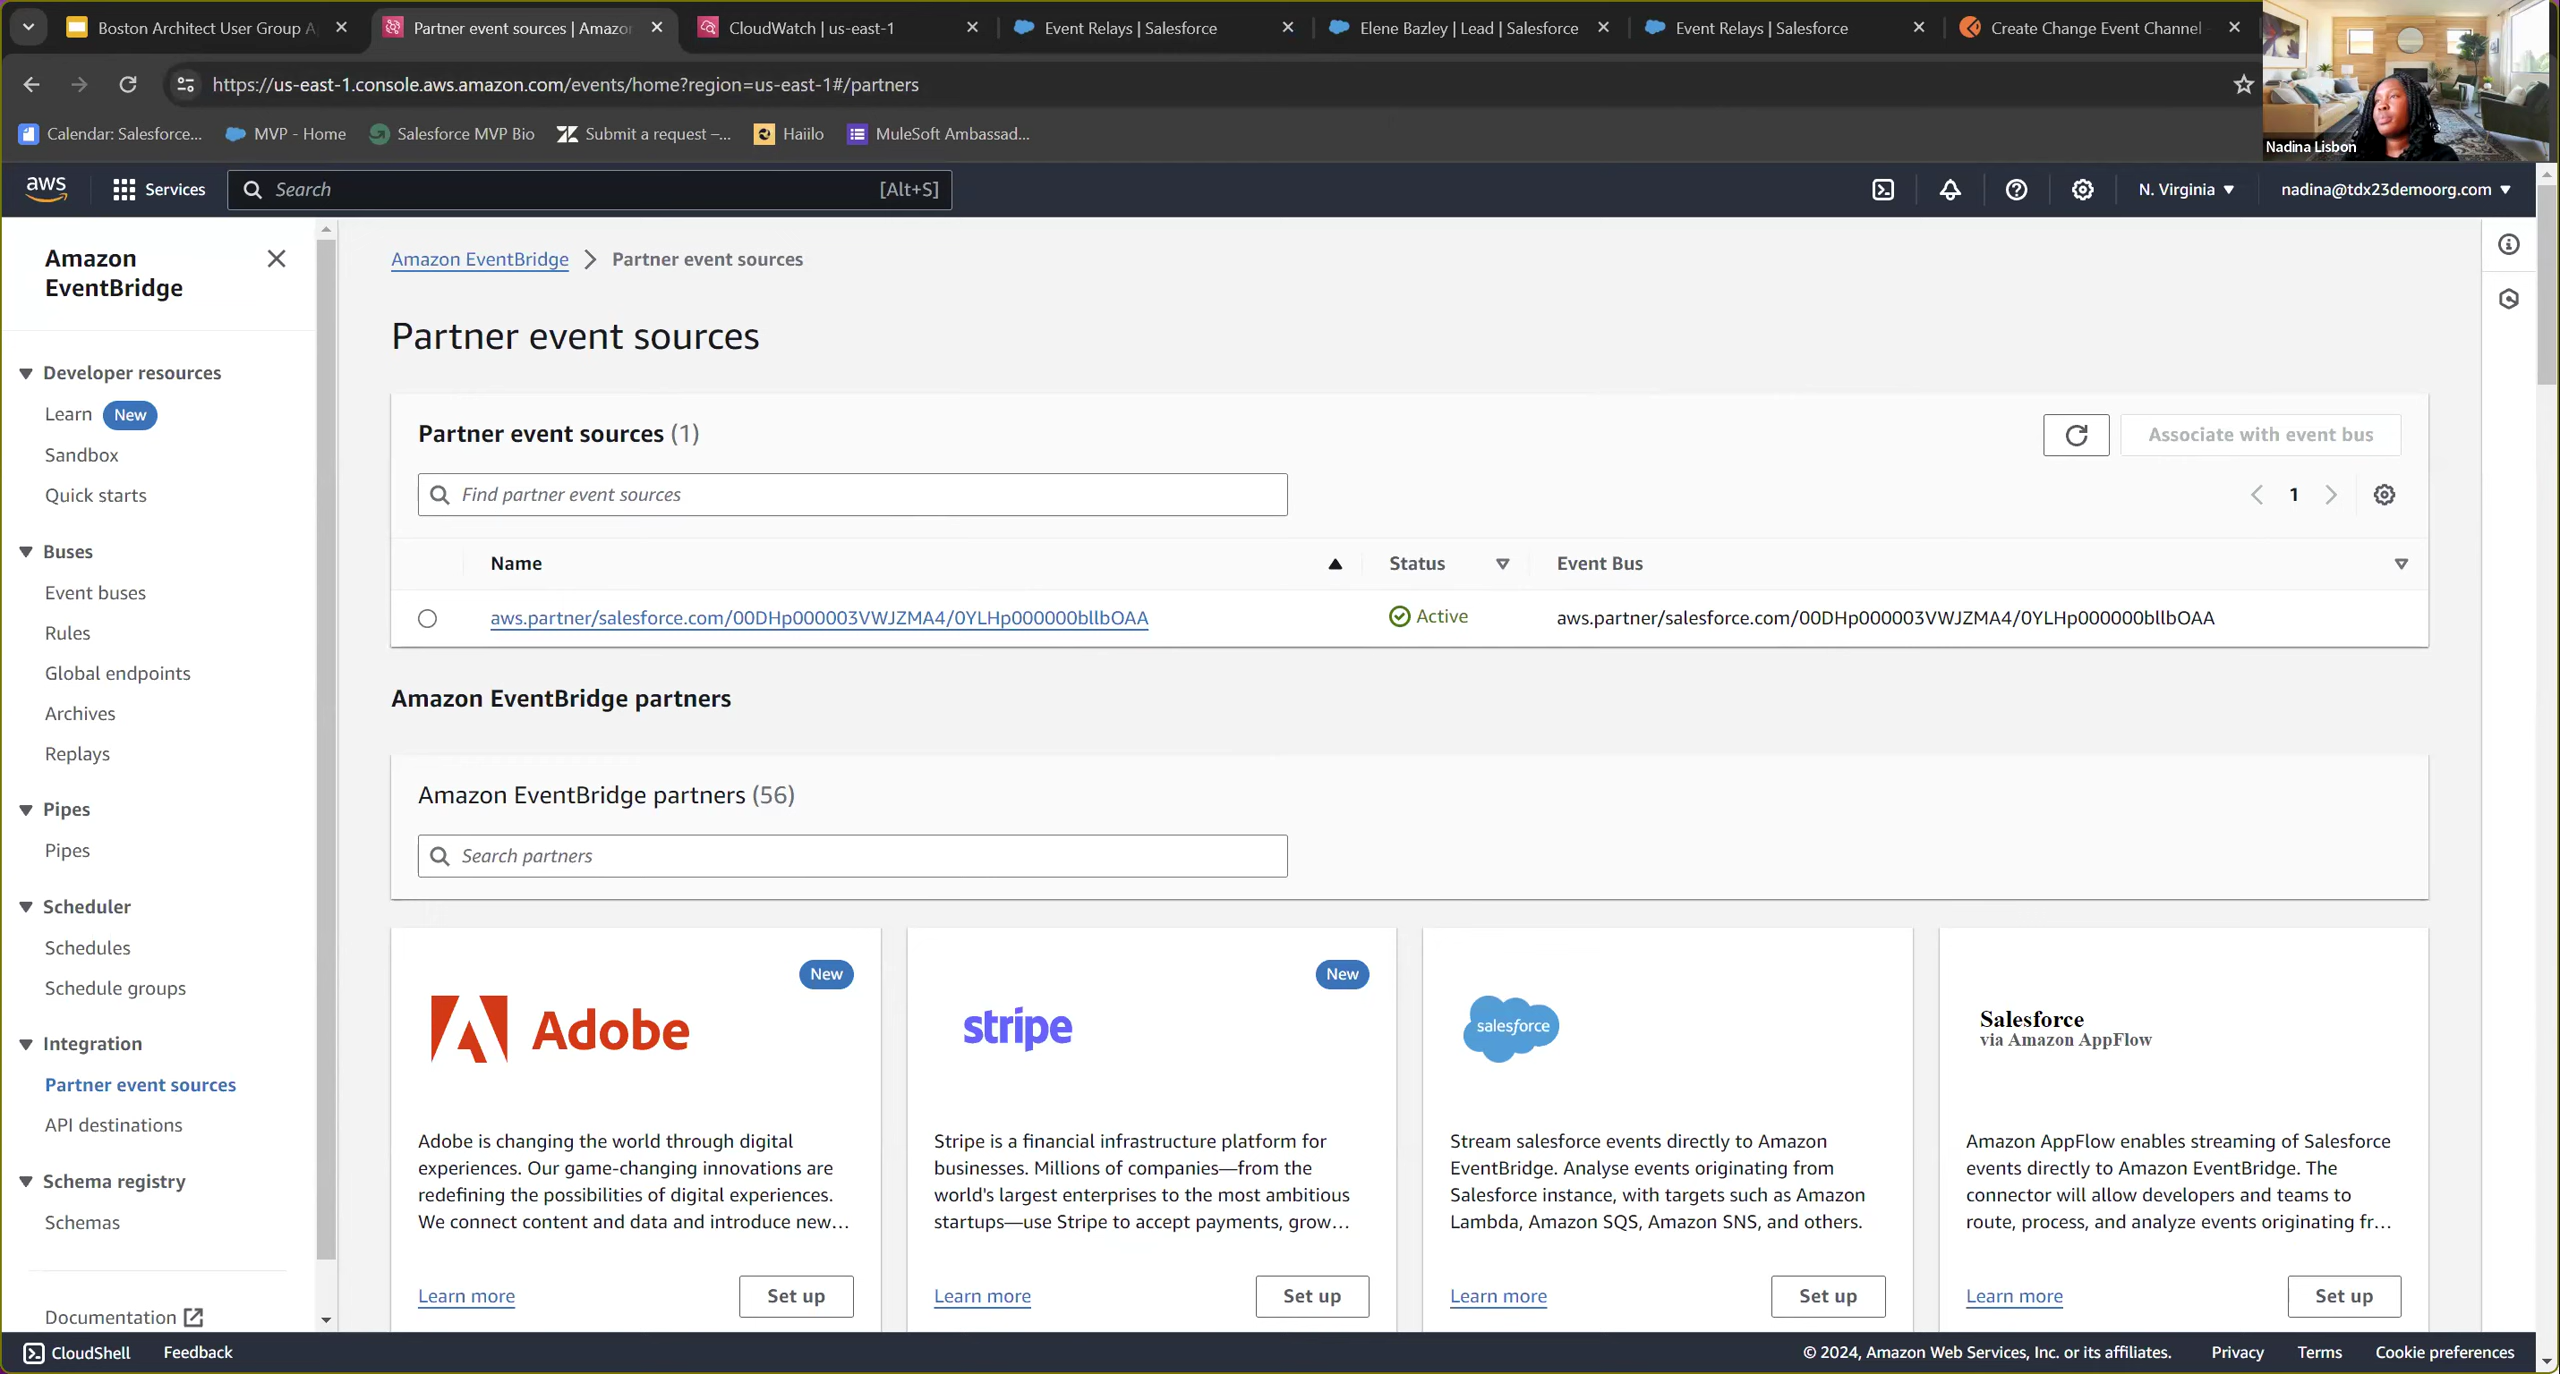 Boston Architect User Group A
Partner event sources | Amazo
CloudWatch | us-east-1
Event Relays | Salesforce
Elene Bazley | Lead | Salesforce
Event Relays | Salesforce
Create Change Event Channel
https://us-east-1.console.aws.amazon.com/events/home?region=us-east-1#/partners
Calendar: Salesforce...
MVP - Home
Salesforce MVP Bio
Submit a request –...
Haiilo
MuleSoft Ambassad...
Nadina Lisbon
aws
Services
Search
[Alt+S]
N. Virginia
nadina@tdx23demoorg.com
Amazon
EventBridge
Developer resources
Learn New
Sandbox
Quick starts
Buses
Event buses
Rules
Global endpoints
Archives
Replays
Pipes
Pipes
Scheduler
Schedules
Schedule groups
Integration
Partner event sources
API destinations
Schema registry
Schemas
Documentation
Amazon EventBridge > Partner event sources
Partner event sources
Partner event sources (1)
Associate with event bus
Find partner event sources
1
Name Status Event Bus
aws.partner/salesforce.com/00DHp000003VWJZMA4/0YLHp000000bllbOAA Active aws.partner/salesforce.com/00DHp000003VWJZMA4/0YLHp000000bllbOAA
Amazon EventBridge partners
Amazon EventBridge partners (56)
Search partners
New
Adobe
Adobe is changing the world through digital
experiences. Our game-changing innovations are
redefining the possibilities of digital experiences.
We connect content and data and introduce new...
Learn more
Set up
New
stripe
Stripe is a financial infrastructure platform for
businesses. Millions of companies—from the
world's largest enterprises to the most ambitious
startups—use Stripe to accept payments, grow...
Learn more
Set up
salesforce
Stream salesforce events directly to Amazon
EventBridge. Analyse events originating from
Salesforce instance, with targets such as Amazon
Lambda, Amazon SQS, Amazon SNS, and others.
Learn more
Set up
Salesforce
via Amazon AppFlow
Amazon AppFlow enables streaming of Salesforce
events directly to Amazon EventBridge. The
connector will allow developers and teams to
route, process, and analyze events originating fr...
Learn more
Set up
CloudShell
Feedback
© 2024, Amazon Web Services, Inc. or its affiliates.
Privacy
Terms
Cookie preferences